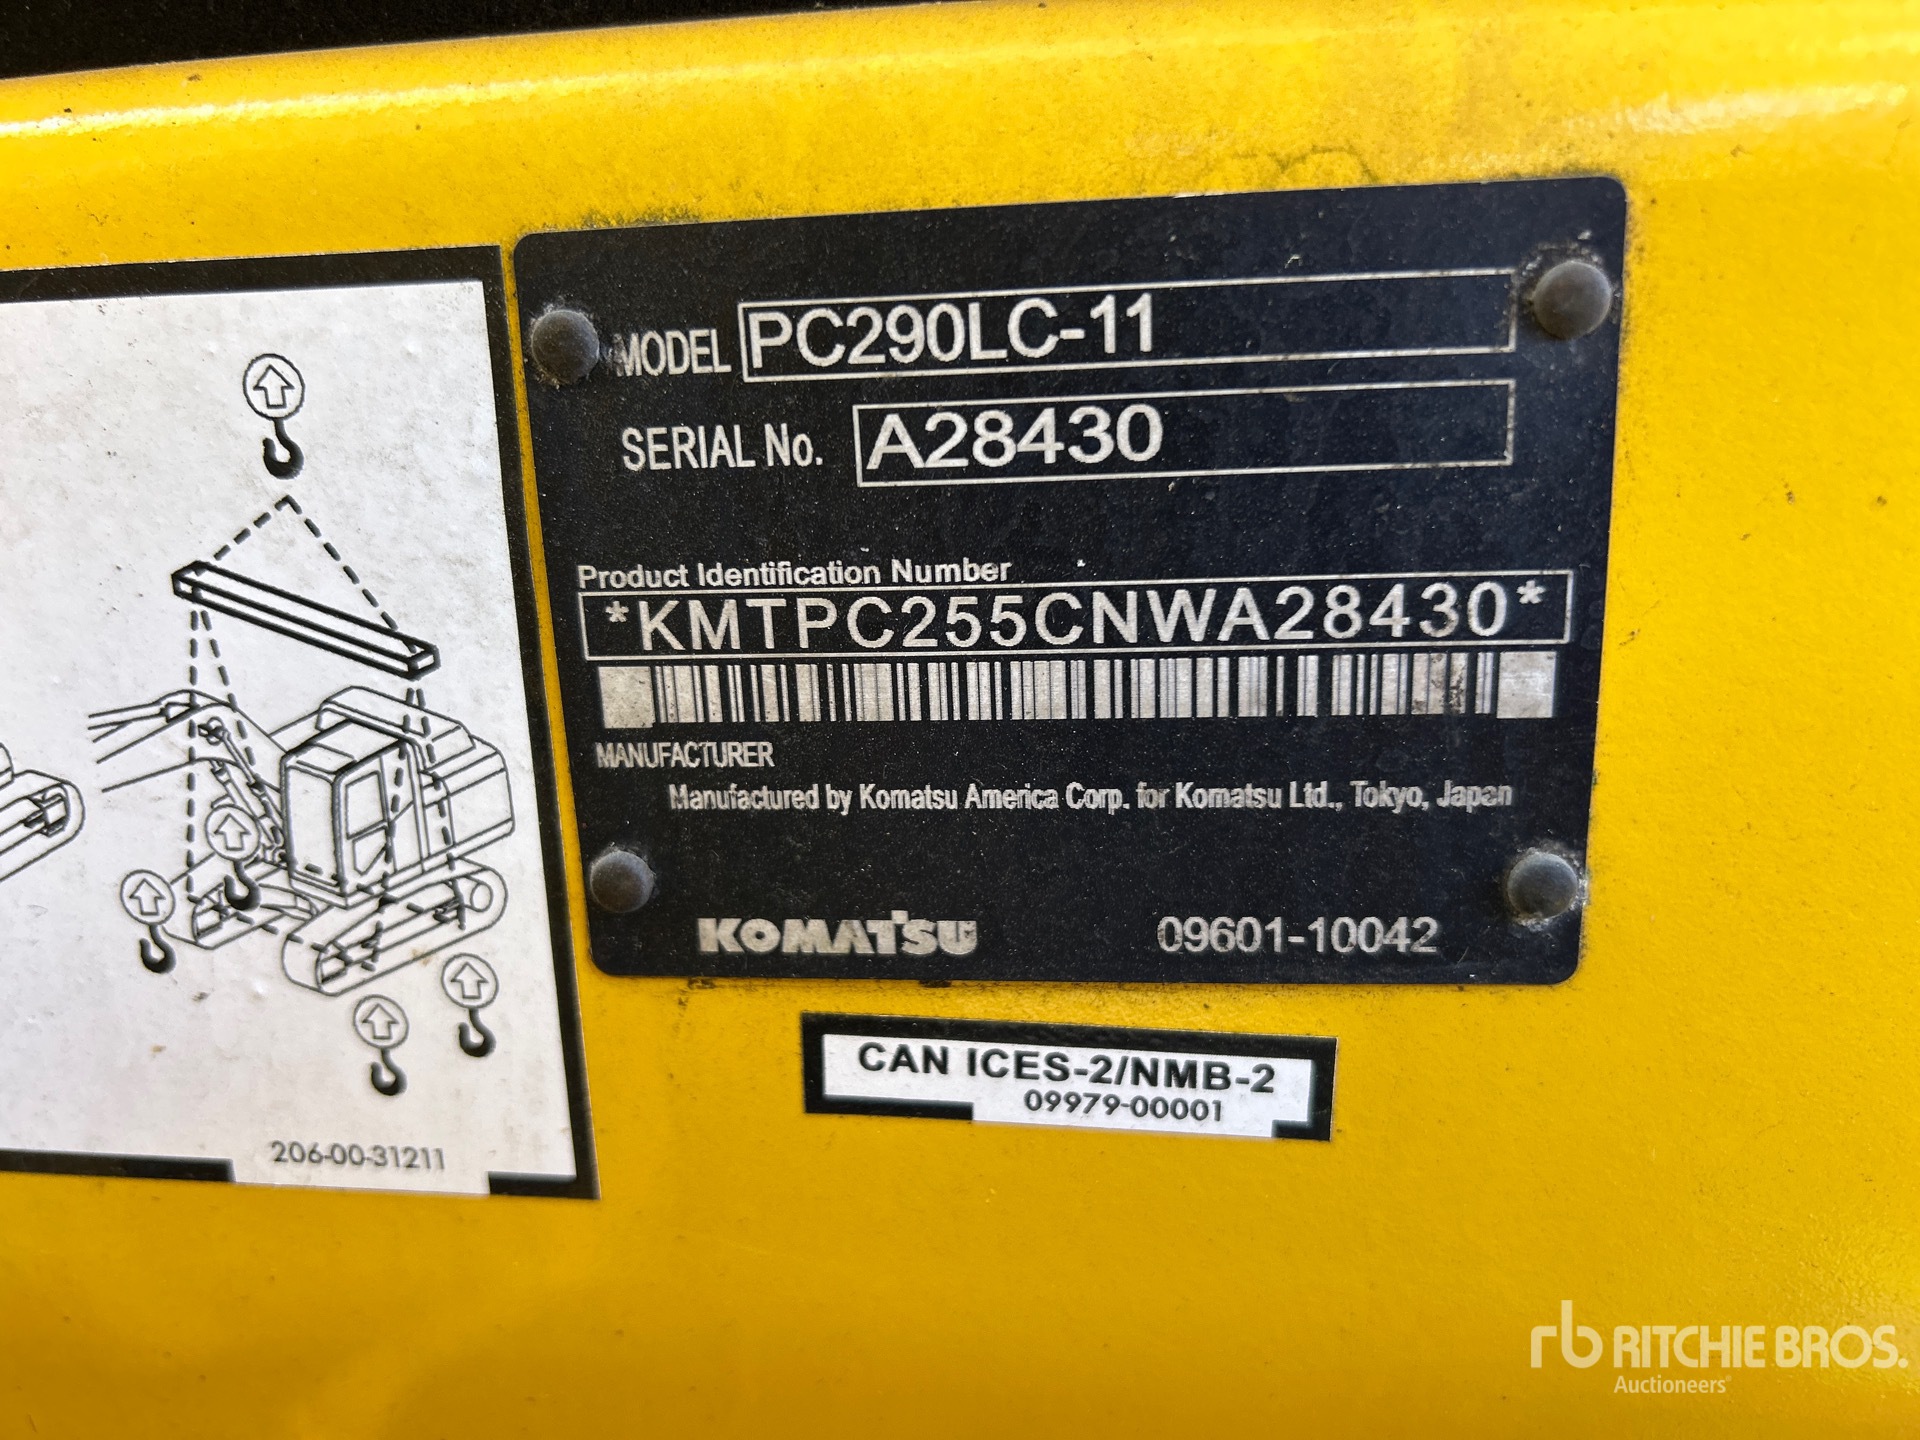 MODEL PC290LC-11
SERIAL No. A28430
Product Identification Number
*KMTPC255CNWA28430*
MANUFACTURER
Manufactured by Komatsu America Corp. for Komatsu Ltd., Tokyo, Japan
KOMATSU 09601-10042
CAN ICES-2/NMB-2
09979-00001
206-00-31211
rb RITCHIE BROS.
Auctioneers